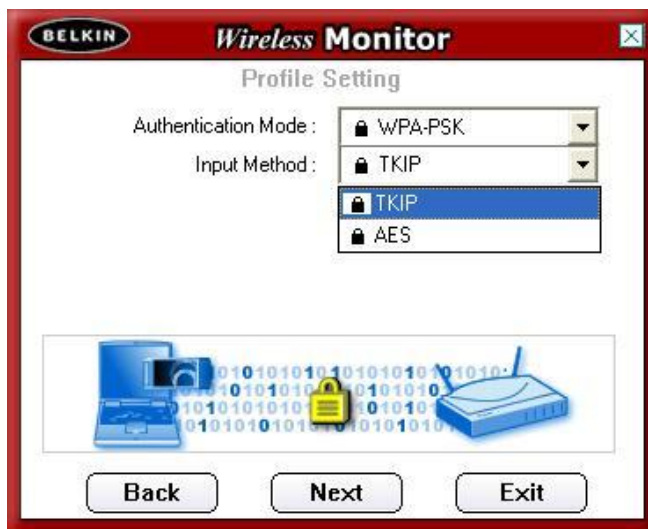 BELKIN Wireless Monitor
Profile Setting
Authentication Mode : WPA-PSK
Input Method : TKIP
TKIP
AES
Back Next Exit